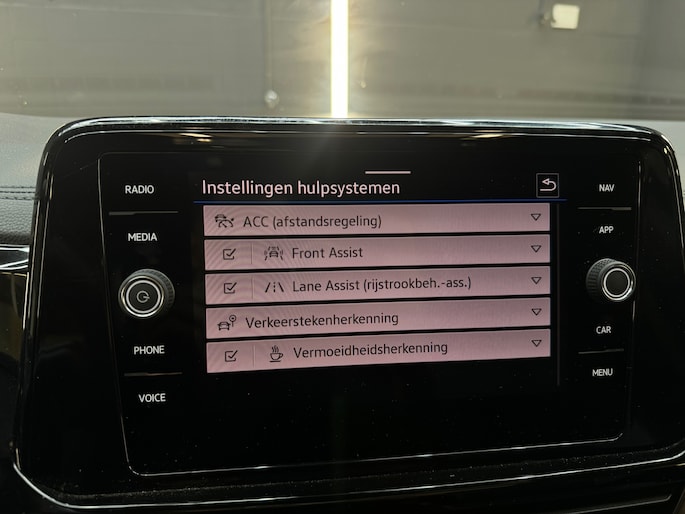 Instellingen hulpsystemen
RADIO
NAV
MEDIA
APP
ACC (afstandsregeling)
Front Assist
Lane Assist (rijstrookbeh.-ass.)
Verkeerstekenherkenning
Vermoeidheidsherkenning
PHONE
CAR
VOICE
MENU